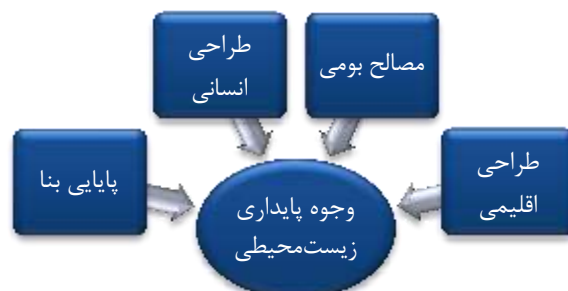 مصالح بومی
طراحی
انسانی
طراحی
اقلیمی
پایایی بنا
وجوه پایداری
زیست‌محیطی